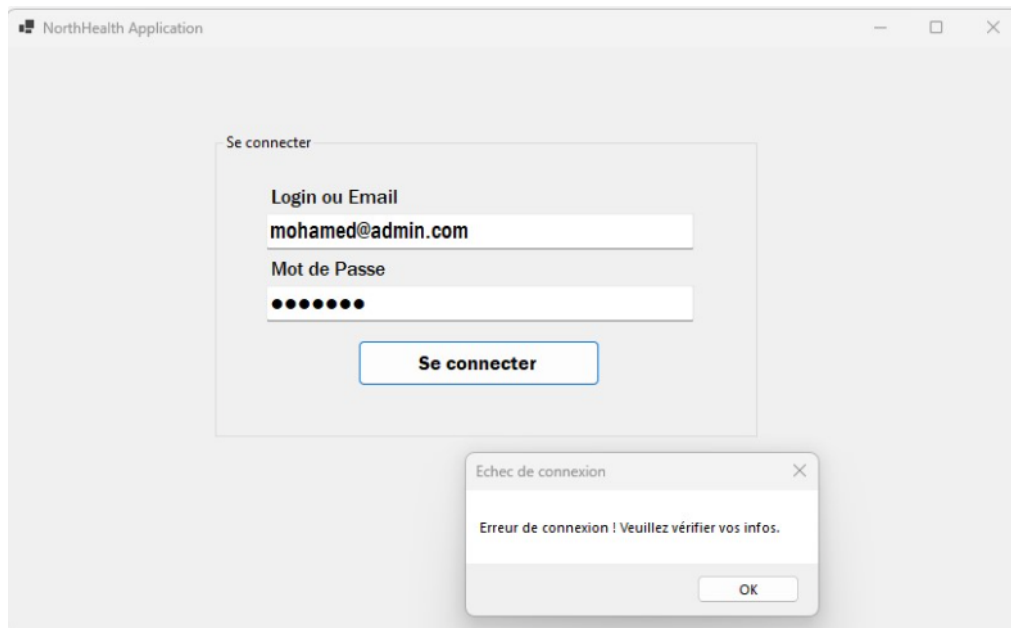 NorthHealth Application
Se connecter
Login ou Email
mohamed@admin.com
Mot de Passe
●●●●●●●
Se connecter
Echec de connexion
Erreur de connexion ! Veuillez vérifier vos infos.
OK